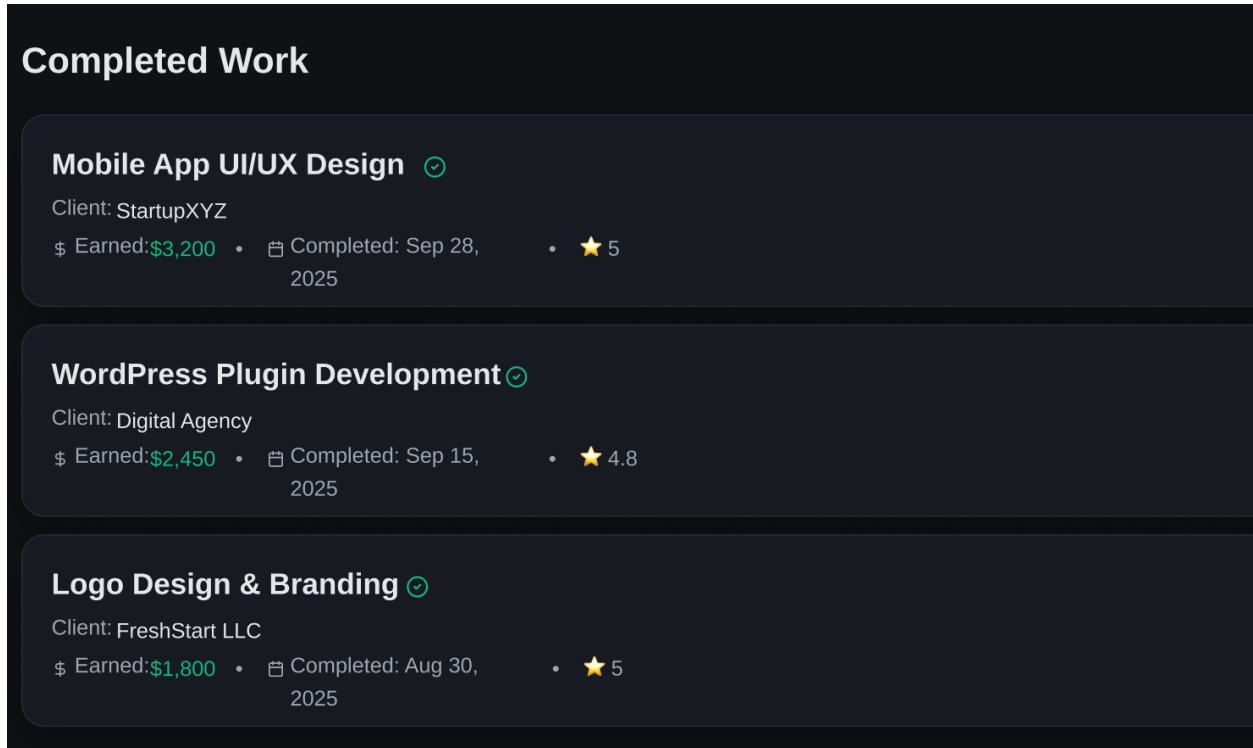 Completed Work
Mobile App UI/UX Design
Client: StartupXYZ
$ Earned:$3,200 • Completed: Sep 28, • ⭐ 5
2025
WordPress Plugin Development
Client: Digital Agency
$ Earned:$2,450 • Completed: Sep 15, • ⭐ 4.8
2025
Logo Design & Branding
Client: FreshStart LLC
$ Earned:$1,800 • Completed: Aug 30, • ⭐ 5
2025